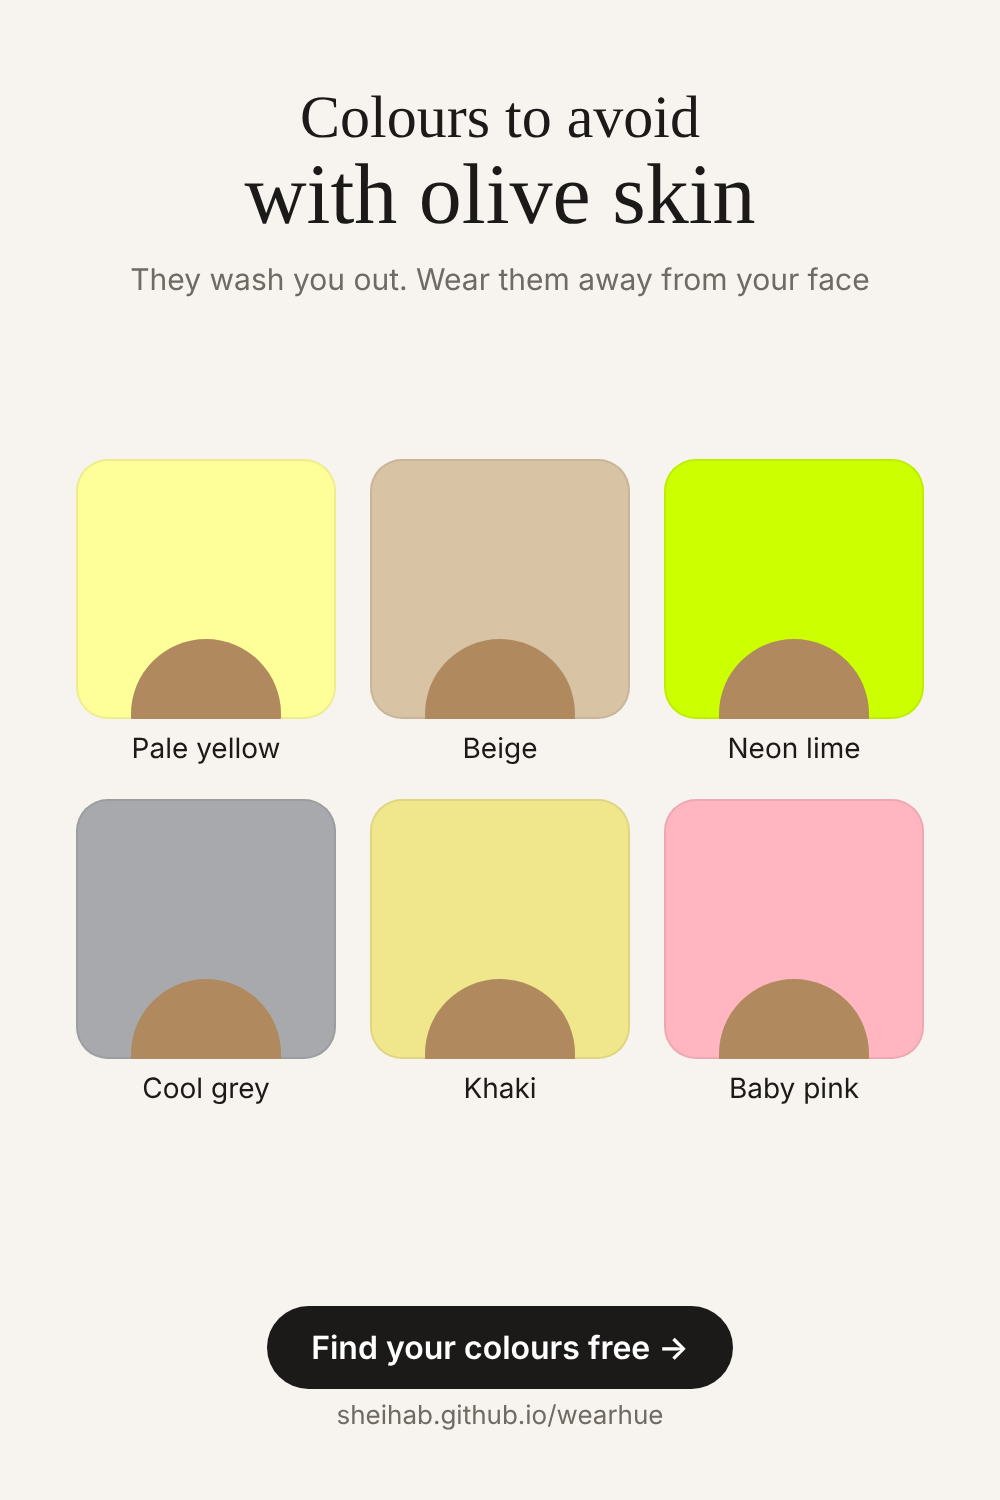 Colours to avoid
with olive skin
They wash you out. Wear them away from your face
Pale yellow
Beige
Neon lime
Cool grey
Khaki
Baby pink
Find your colours free →
sheihab.github.io/wearhue